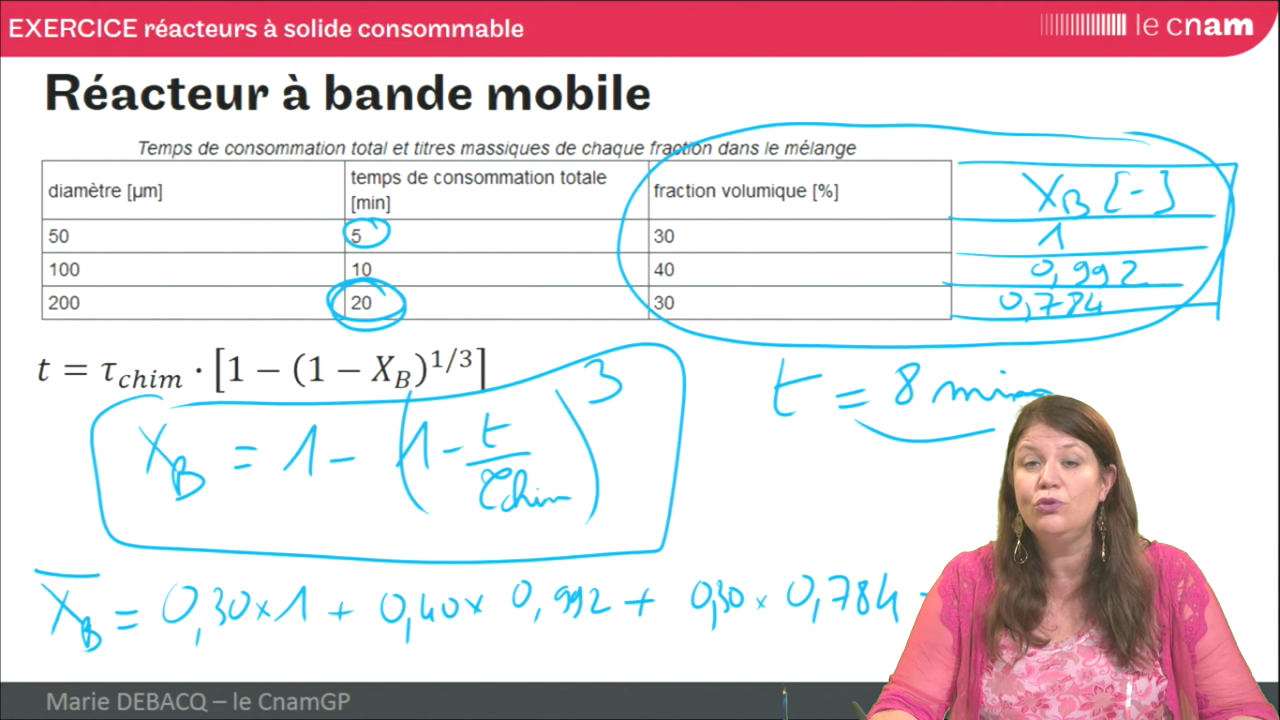 EXERCICE réacteurs à solide consommable
le cnam
Réacteur à bande mobile
Temps de consommation total et titres massiques de chaque fraction dans le mélange
diamètre [µm] temps de consommation totale [min] fraction volumique [%] X_B [-]
50 5 30 1
100 10 40 0,992
200 20 30 0,784
t = τ_chim · [1 − (1 − X_B)^1/3]
t = 8 min
X_B = 1 - (1 - t/τ_chim)^3
X̅_B = 0,30 × 1 + 0,40 × 0,992 + 0,30 × 0,784
Marie DEBACQ – le CnamGP